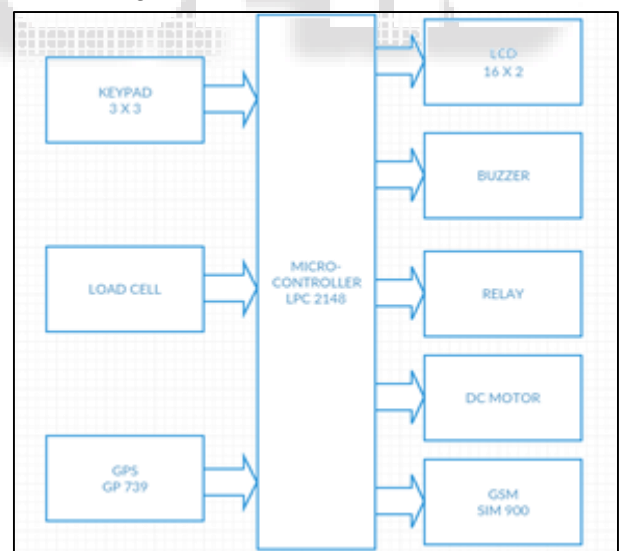 KEYPAD
3 X 3
LOAD CELL
GPS
GP 739
MICRO-
CONTROLLER
LPC 2148
LCD
16 X 2
BUZZER
RELAY
DC MOTOR
GSM
SIM 900